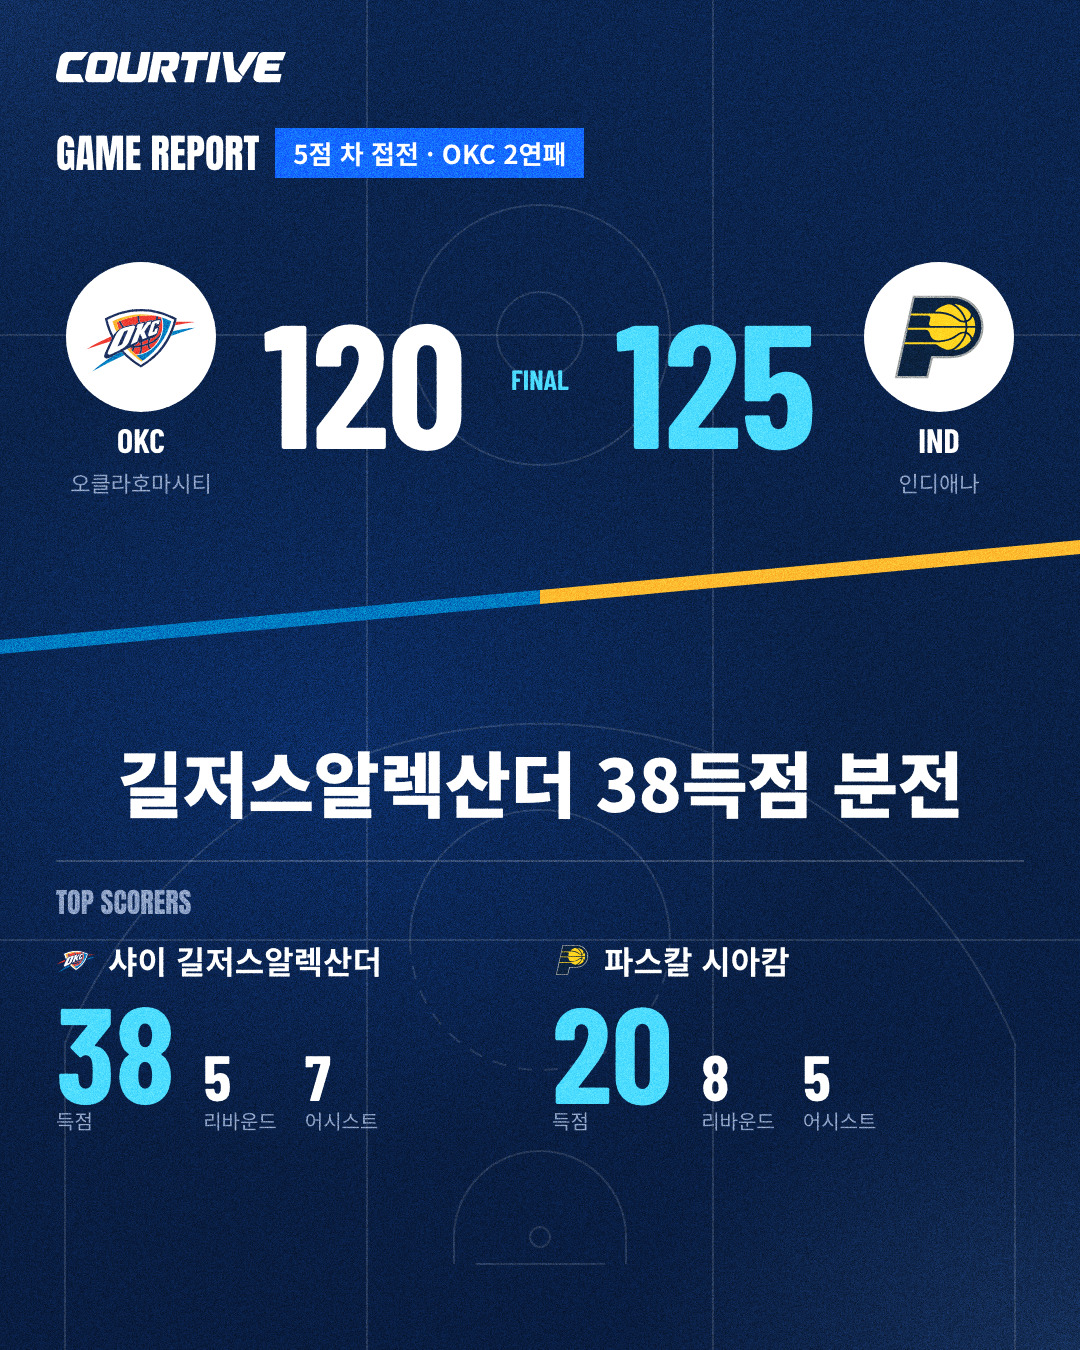 COURTIVE
GAME REPORT 5점 차 접전 · OKC 2연패
OKC
120 FINAL 125
OKC IND
오클라호마시티 인디애나
길저스알렉산더 38득점 분전
TOP SCORERS
OKC 샤이 길저스알렉산더 파스칼 시아캄
38 5 7 20 8 5
득점 리바운드 어시스트 득점 리바운드 어시스트